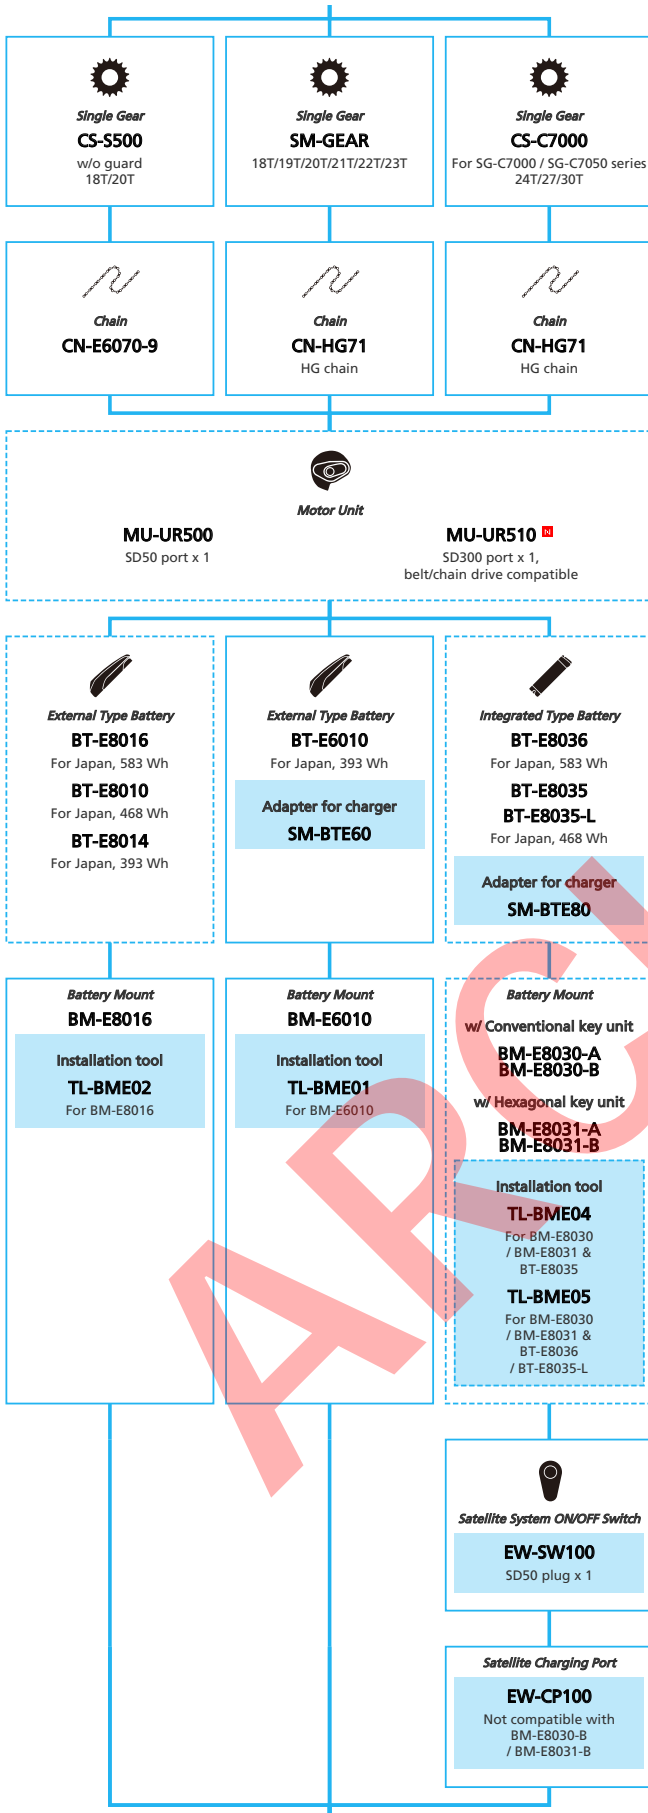 Single Gear
CS-S500
w/o guard
18T/20T
Single Gear
SM-GEAR
18T/19T/20T/21T/22T/23T
Single Gear
CS-C7000
For SG-C7000 / SG-C7050 series
24T/27/30T
Chain
CN-E6070-9
Chain
CN-HG71
HG chain
Chain
CN-HG71
HG chain
Motor Unit
MU-UR500
SD50 port x 1
MU-UR510 N
SD300 port x 1,
belt/chain drive compatible
External Type Battery
BT-E8016
For Japan, 583 Wh
BT-E8010
For Japan, 468 Wh
BT-E8014
For Japan, 393 Wh
External Type Battery
BT-E6010
For Japan, 393 Wh
Adapter for charger
SM-BTE60
Integrated Type Battery
BT-E8036
For Japan, 583 Wh
BT-E8035
BT-E8035-L
For Japan, 468 Wh
Adapter for charger
SM-BTE80
Battery Mount
BM-E8016
Installation tool
TL-BME02
For BM-E8016
Battery Mount
BM-E6010
Installation tool
TL-BME01
For BM-E6010
Battery Mount
w/ Conventional key unit
BM-E8030-A
BM-E8030-B
w/ Hexagonal key unit
BM-E8031-A
BM-E8031-B
Installation tool
TL-BME04
For BM-E8030
/ BM-E8031 &
BT-E8035
TL-BME05
For BM-E8030
/ BM-E8031 &
BT-E8036
/ BT-E8035-L
Satellite System ON/OFF Switch
EW-SW100
SD50 plug x 1
Satellite Charging Port
EW-CP100
Not compatible with
BM-E8030-B
/ BM-E8031-B
ARCI